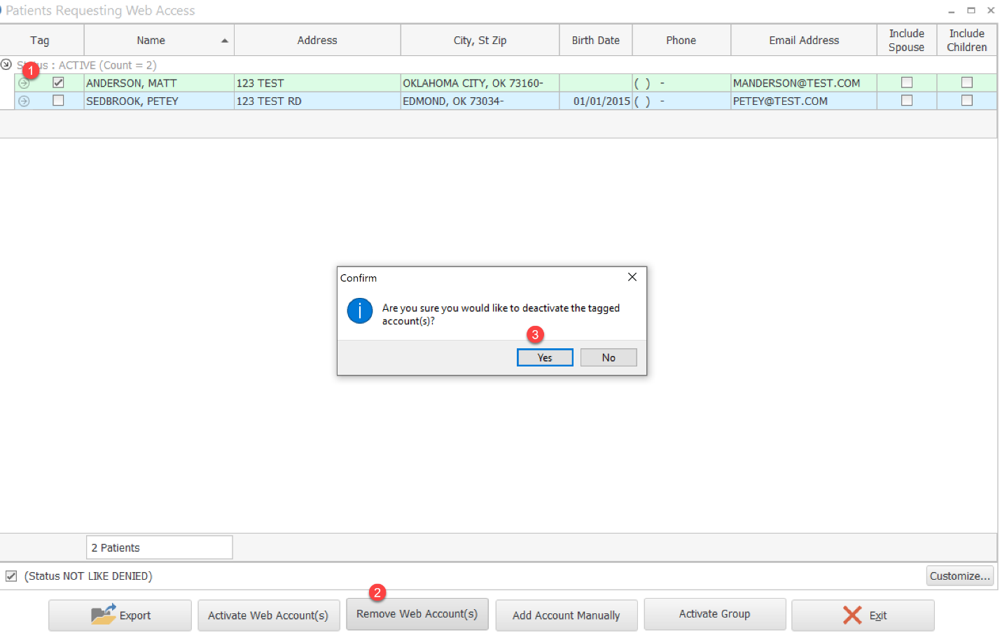 Patients Requesting Web Access
Tag Name Address City, St Zip Birth Date Phone Email Address Include Spouse Include Children
1
Status : ACTIVE (Count = 2)
ANDERSON, MATT 123 TEST OKLAHOMA CITY, OK 73160- ( ) - MANDERSON@TEST.COM
SEDBROOK, PETEY 123 TEST RD EDMOND, OK 73034- 01/01/2015 ( ) - PETEY@TEST.COM
Confirm
Are you sure you would like to deactivate the tagged
account(s)?
3
Yes No
2 Patients
(Status NOT LIKE DENIED) Customize...
2
Export Activate Web Account(s) Remove Web Account(s) Add Account Manually Activate Group Exit